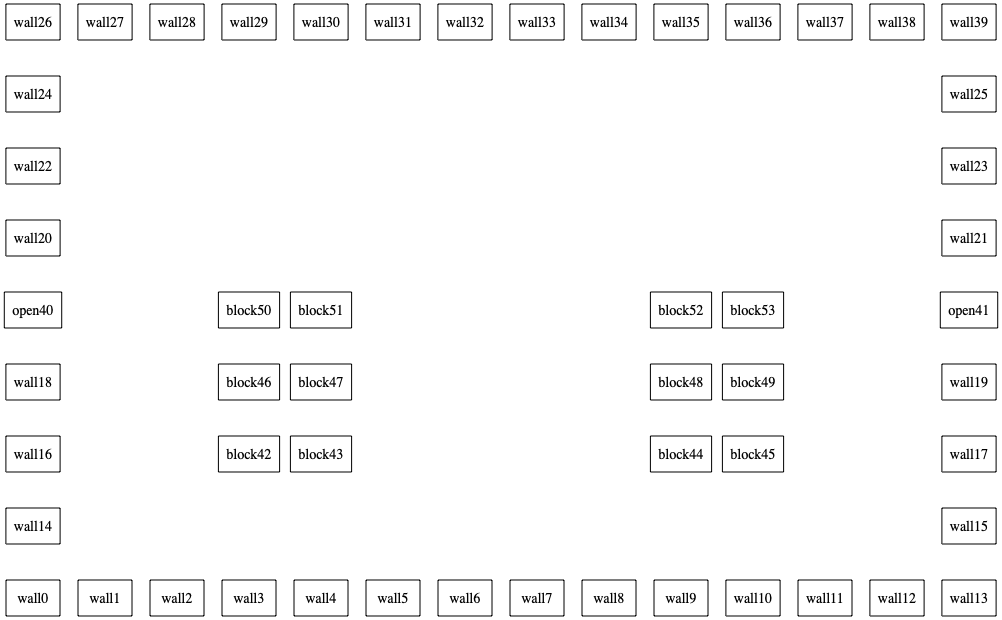 wall26 wall27 wall28 wall29 wall30 wall31 wall32 wall33 wall34 wall35 wall36 wall37 wall38 wall39
wall24 wall25
wall22 wall23
wall20 wall21
open40 block50 block51 block52 block53 open41
wall18 block46 block47 block48 block49 wall19
wall16 block42 block43 block44 block45 wall17
wall14 wall15
wall0 wall1 wall2 wall3 wall4 wall5 wall6 wall7 wall8 wall9 wall10 wall11 wall12 wall13